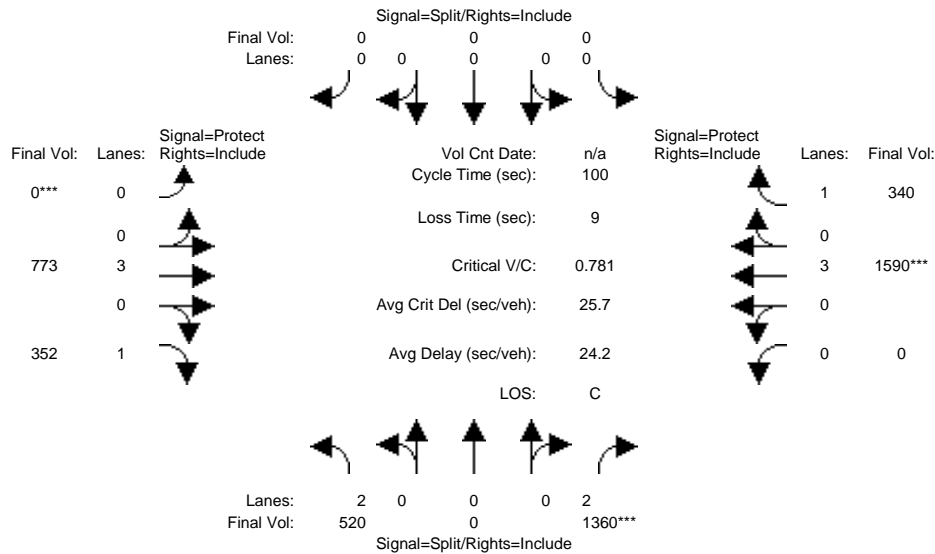 Signal=Split/Rights=Include
Final Vol: 0 0 0
Lanes: 0 0 0 0 0
Signal=Protect Signal=Protect
Final Vol: Lanes: Rights=Include Vol Cnt Date: n/a Rights=Include Lanes: Final Vol:
Cycle Time (sec): 100
0*** 0 1 340
Loss Time (sec): 9
0 0
773 3 Critical V/C: 0.781 3 1590***
0 Avg Crit Del (sec/veh): 25.7 0
352 1 Avg Delay (sec/veh): 24.2 0 0
LOS: C
Lanes: 2 0 0 0 2
Final Vol: 520 0 1360***
Signal=Split/Rights=Include